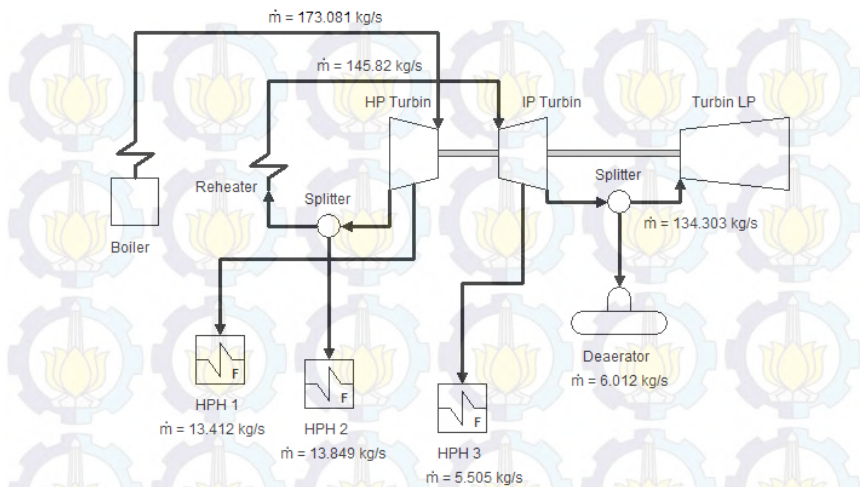 ṁ = 173.081 kg/s
ṁ = 145.82 kg/s
HP Turbin
IP Turbin
Turbin LP
Reheater
Splitter
Splitter
Boiler
ṁ = 134.303 kg/s
F
HPH 1
ṁ = 13.412 kg/s
F
HPH 2
ṁ = 13.849 kg/s
F
HPH 3
ṁ = 5.505 kg/s
Deaerator
ṁ = 6.012 kg/s